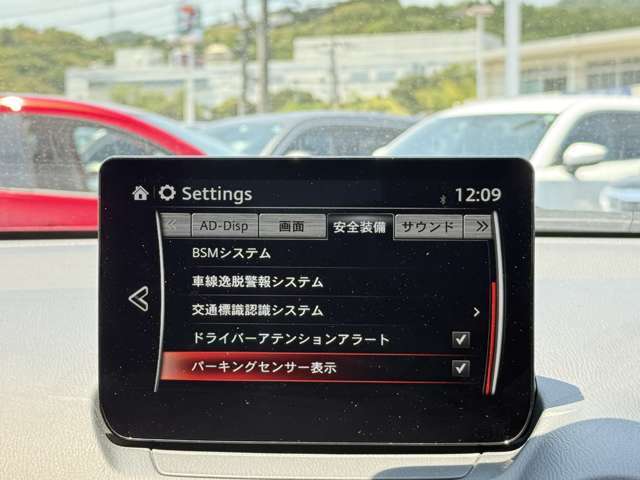 Settings 12:09
AD-Disp 画面 安全装備 サウンド
BSMシステム
車線逸脱警報システム
交通標識認識システム
ドライバーアテンションアラート
パーキングセンサー表示